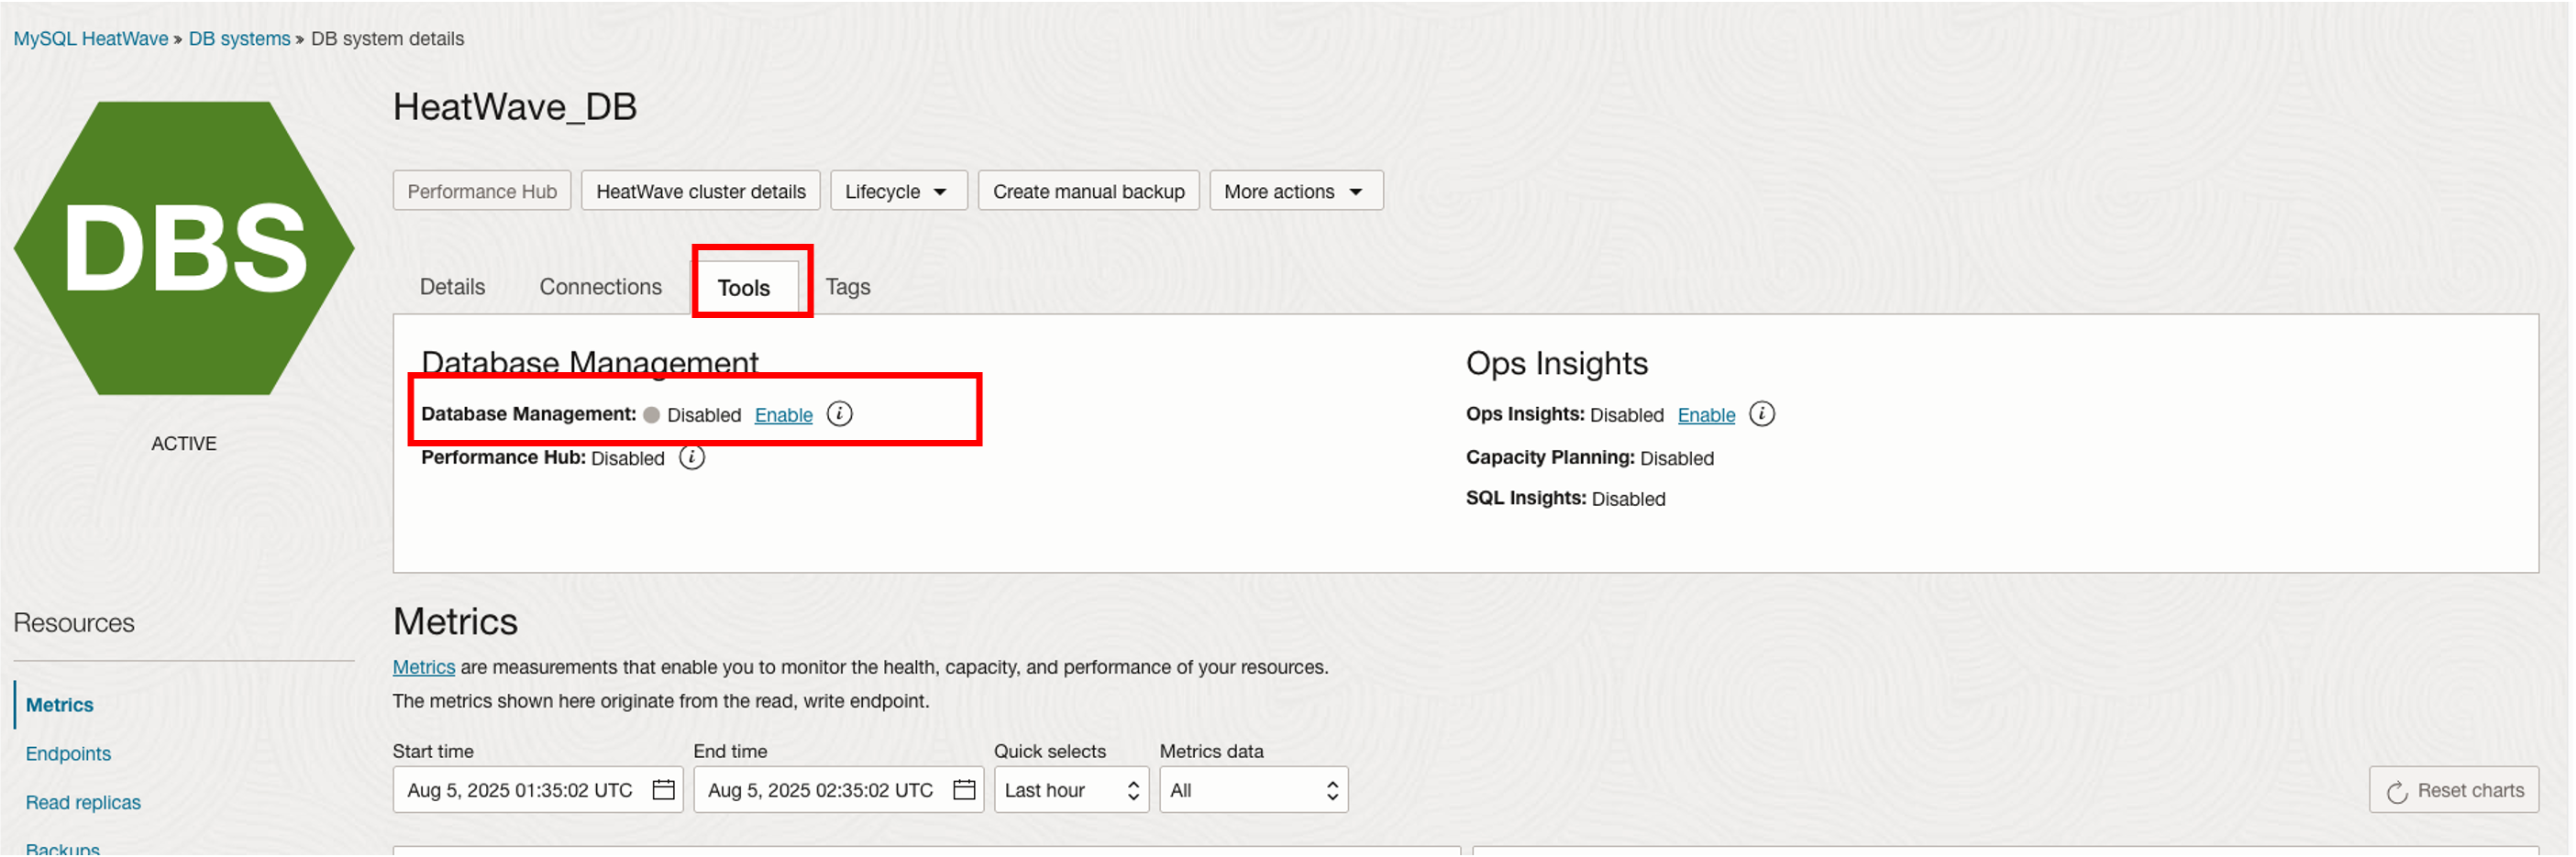 MySQL HeatWave » DB systems » DB system details
DBS
ACTIVE
HeatWave_DB
Performance Hub HeatWave cluster details Lifecycle Create manual backup More actions
Details Connections Tools Tags
Database Management
Database Management: Disabled Enable i
Performance Hub: Disabled i
Ops Insights
Ops Insights: Disabled Enable i
Capacity Planning: Disabled
SQL Insights: Disabled
Resources
Metrics
Endpoints
Read replicas
Backups
Metrics
Metrics are measurements that enable you to monitor the health, capacity, and performance of your resources.
The metrics shown here originate from the read, write endpoint.
Start time End time Quick selects Metrics data
Aug 5, 2025 01:35:02 UTC Aug 5, 2025 02:35:02 UTC Last hour All Reset charts